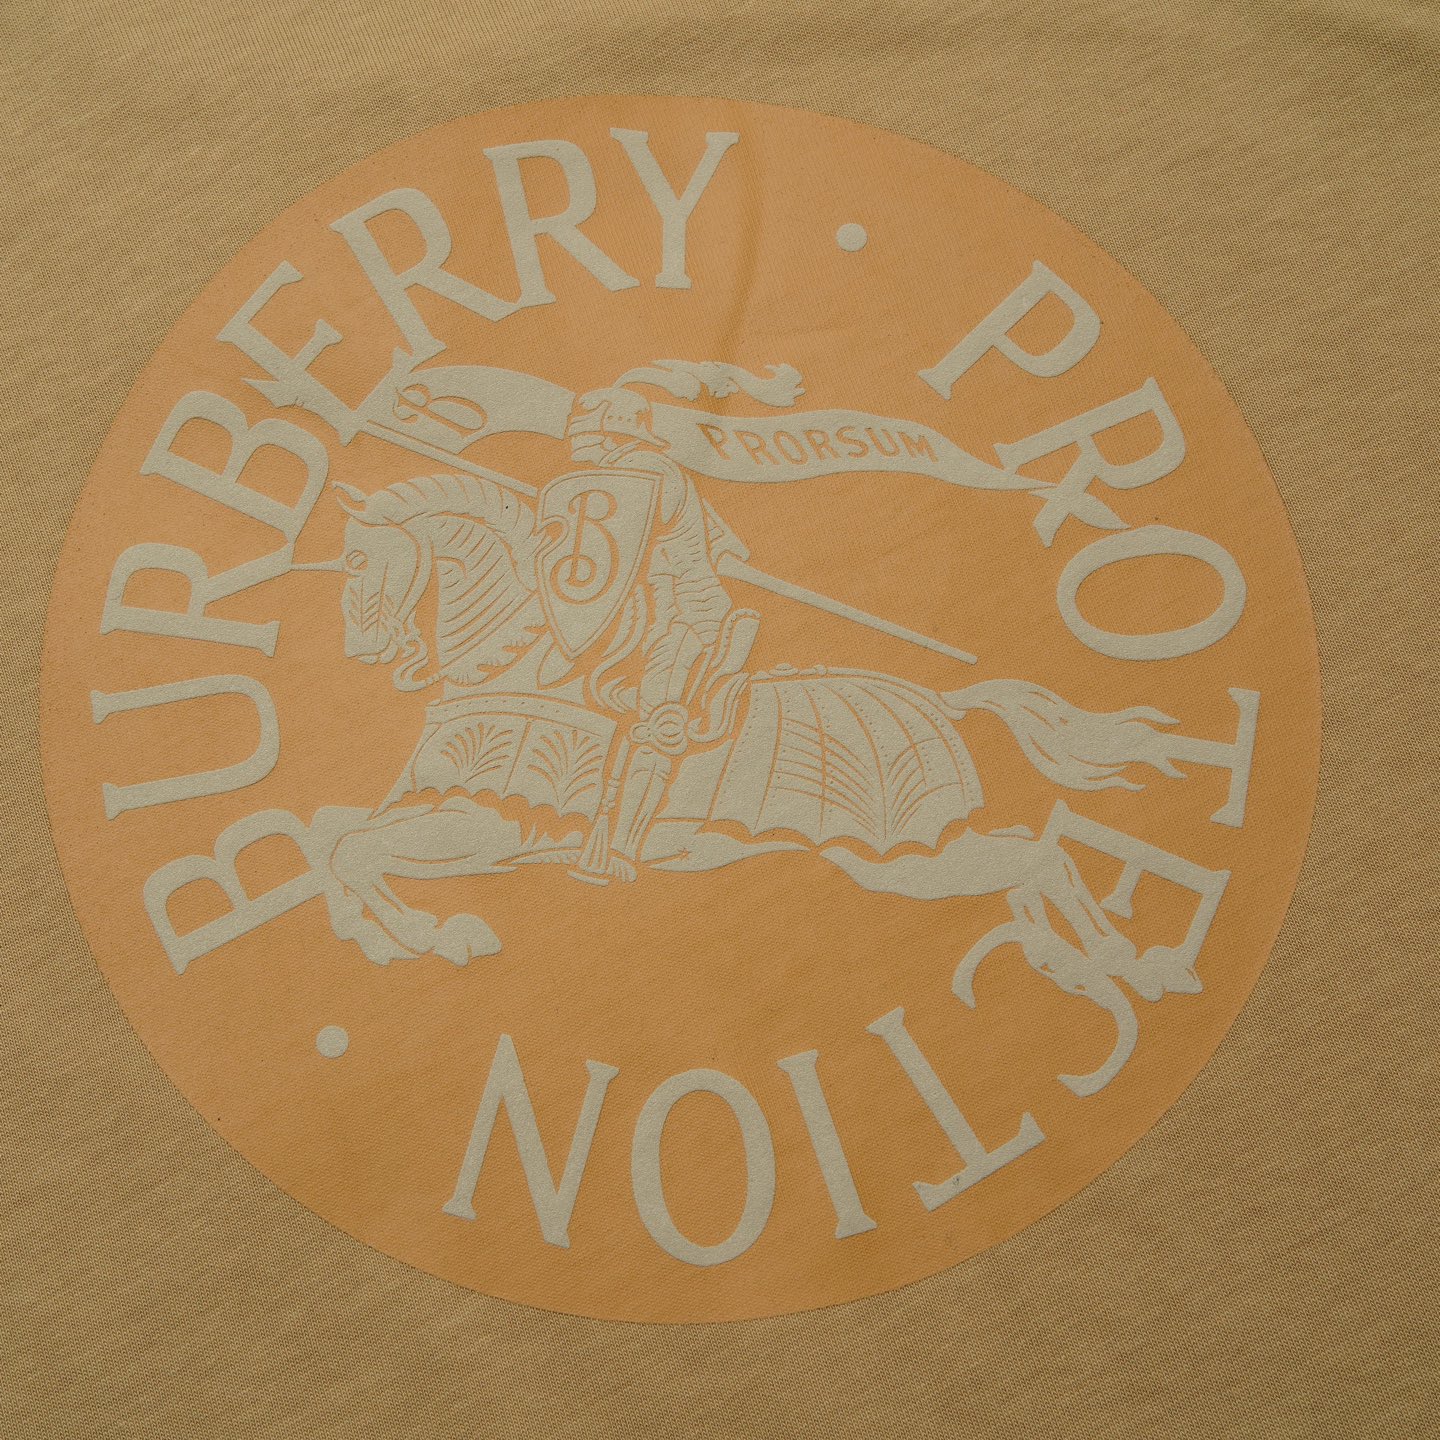 BURBERRY · PROTECTION ·
B PRORSUM
B